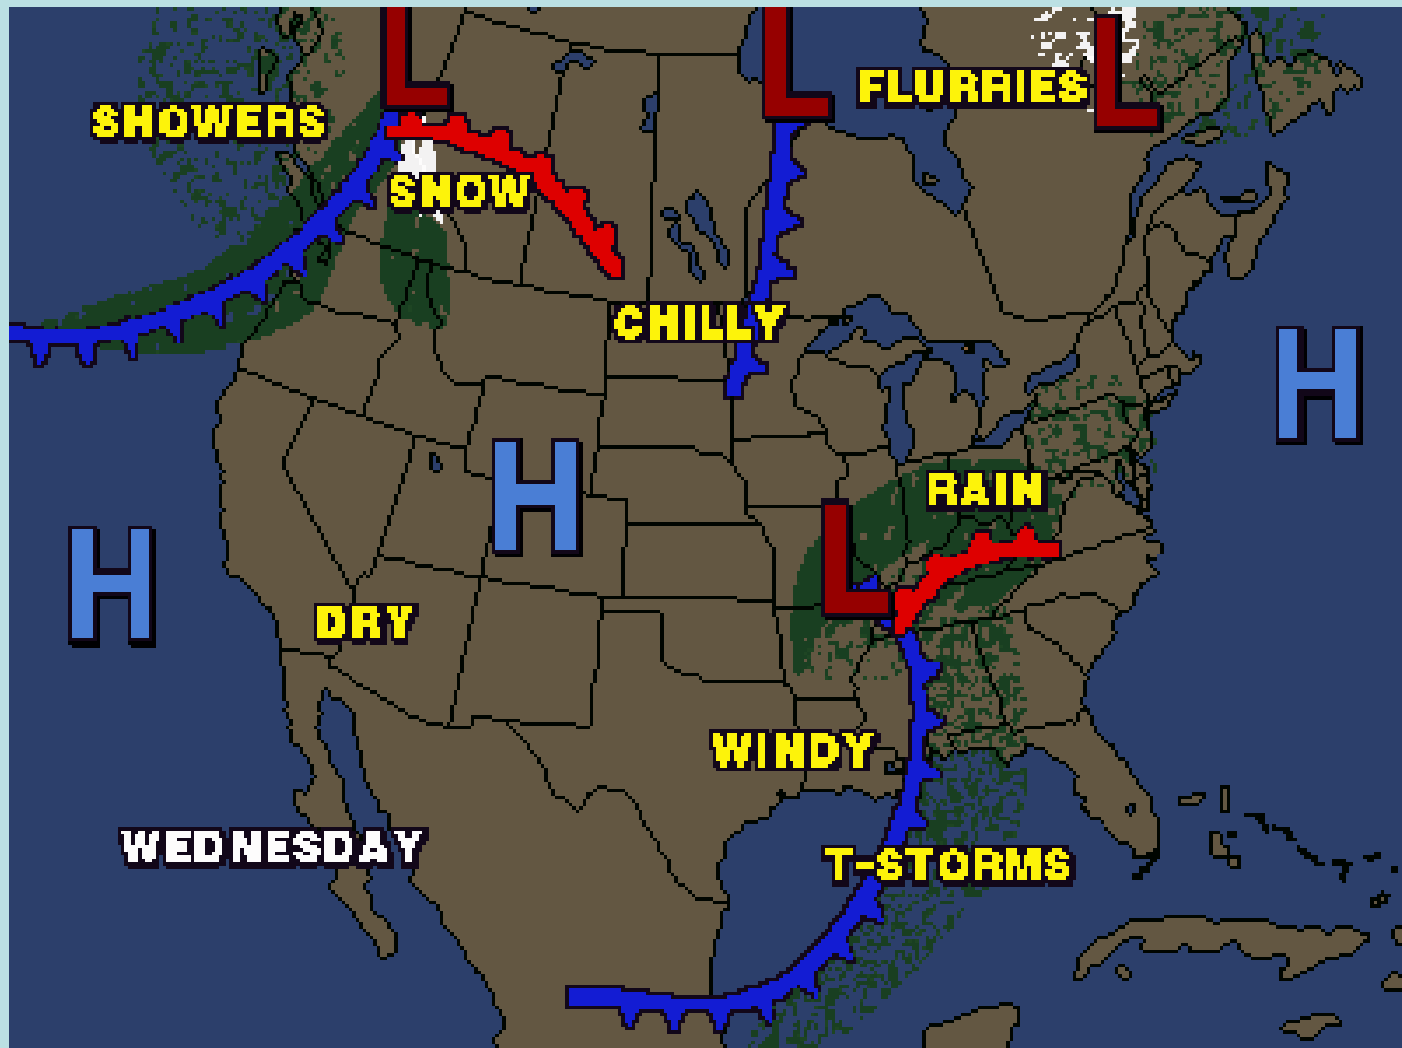 L
L
L
FLURRIES
SHOWERS
SNOW
CHILLY
H
H
RAIN
L
H
DRY
WINDY
WEDNESDAY
T-STORMS